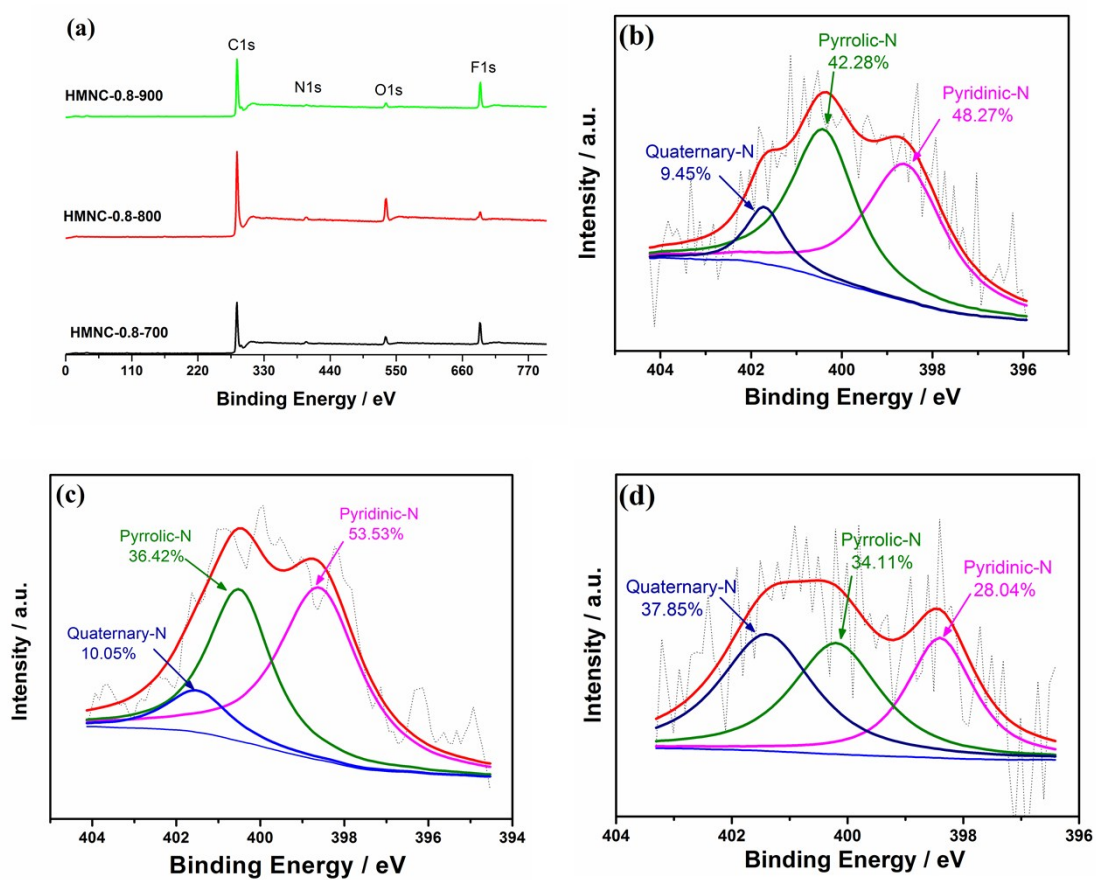 (a)
C1s
N1s
O1s
F1s
HMNC-0.8-900
HMNC-0.8-800
HMNC-0.8-700
0 110 220 330 440 550 660 770
Binding Energy / eV
(b)
Pyrrolic-N
42.28%
Pyridinic-N
48.27%
Quaternary-N
9.45%
Intensity / a.u.
404 402 400 398 396
Binding Energy / eV
(c)
Pyrrolic-N
36.42%
Pyridinic-N
53.53%
Quaternary-N
10.05%
Intensity / a.u.
404 402 400 398 396 394
Binding Energy / eV
(d)
Pyrrolic-N
34.11%
Quaternary-N
37.85%
Pyridinic-N
28.04%
Intensity / a.u.
404 402 400 398 396
Binding Energy / eV